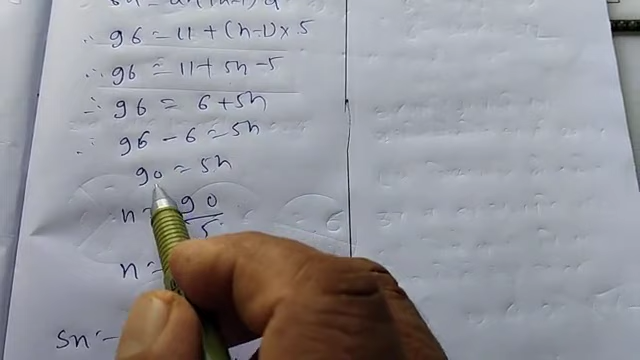 ∴ 96 = 11 + (n-1) × 5
∴ 96 = 11 + 5n - 5
∴ 96 = 6 + 5n
∴ 96 - 6 = 5n
90 = 5n
n = 90/5
n =
Sn =